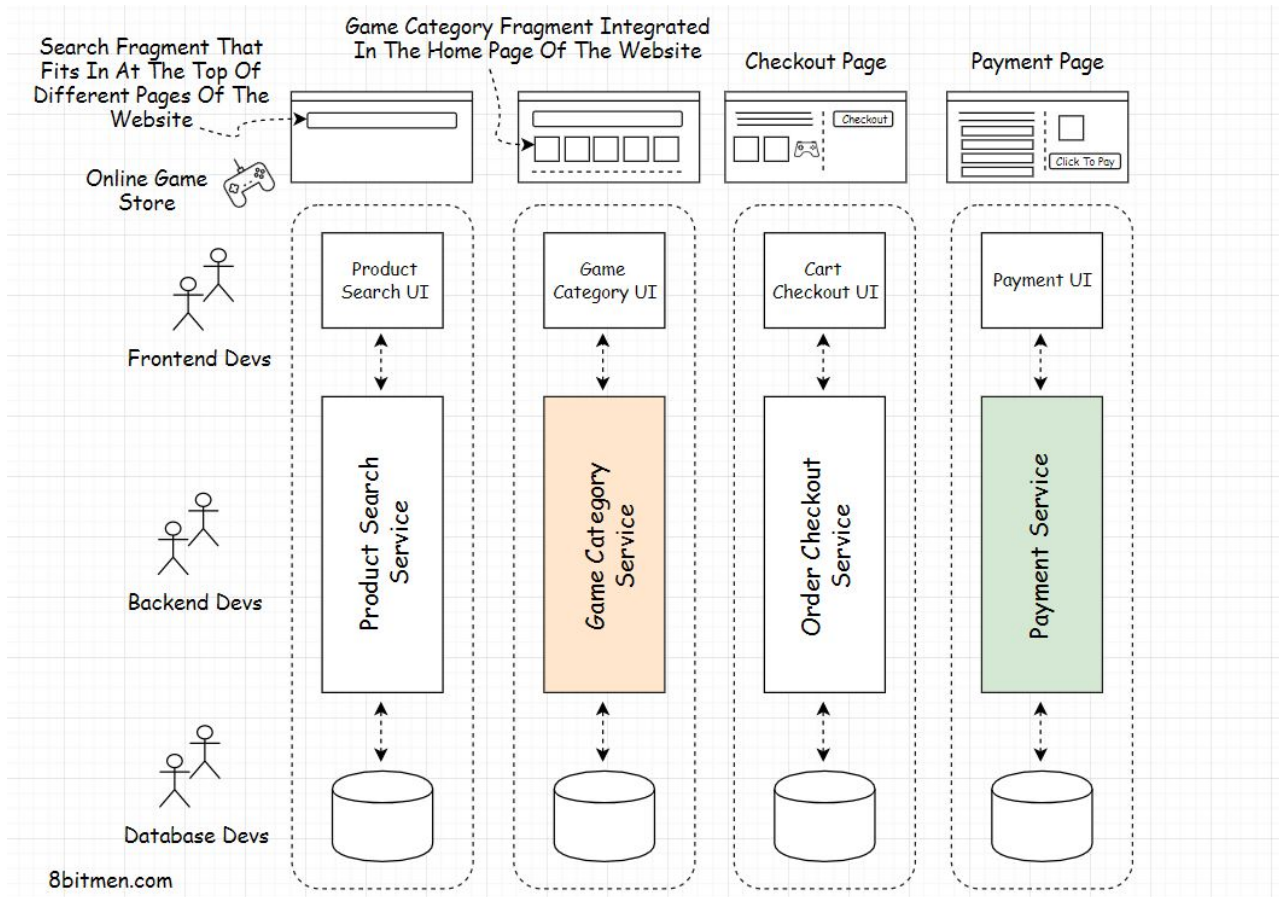 Search Fragment That
Fits In At The Top Of
Different Pages Of The
Website
Game Category Fragment Integrated
In The Home Page Of The Website
Checkout Page
Payment Page
Checkout
Click To Pay
Online Game
Store
Product
Search UI
Game
Category UI
Cart
Checkout UI
Payment UI
Frontend Devs
Product Search
Service
Game Category
Service
Order Checkout
Service
Payment Service
Backend Devs
Database Devs
8bitmen.com